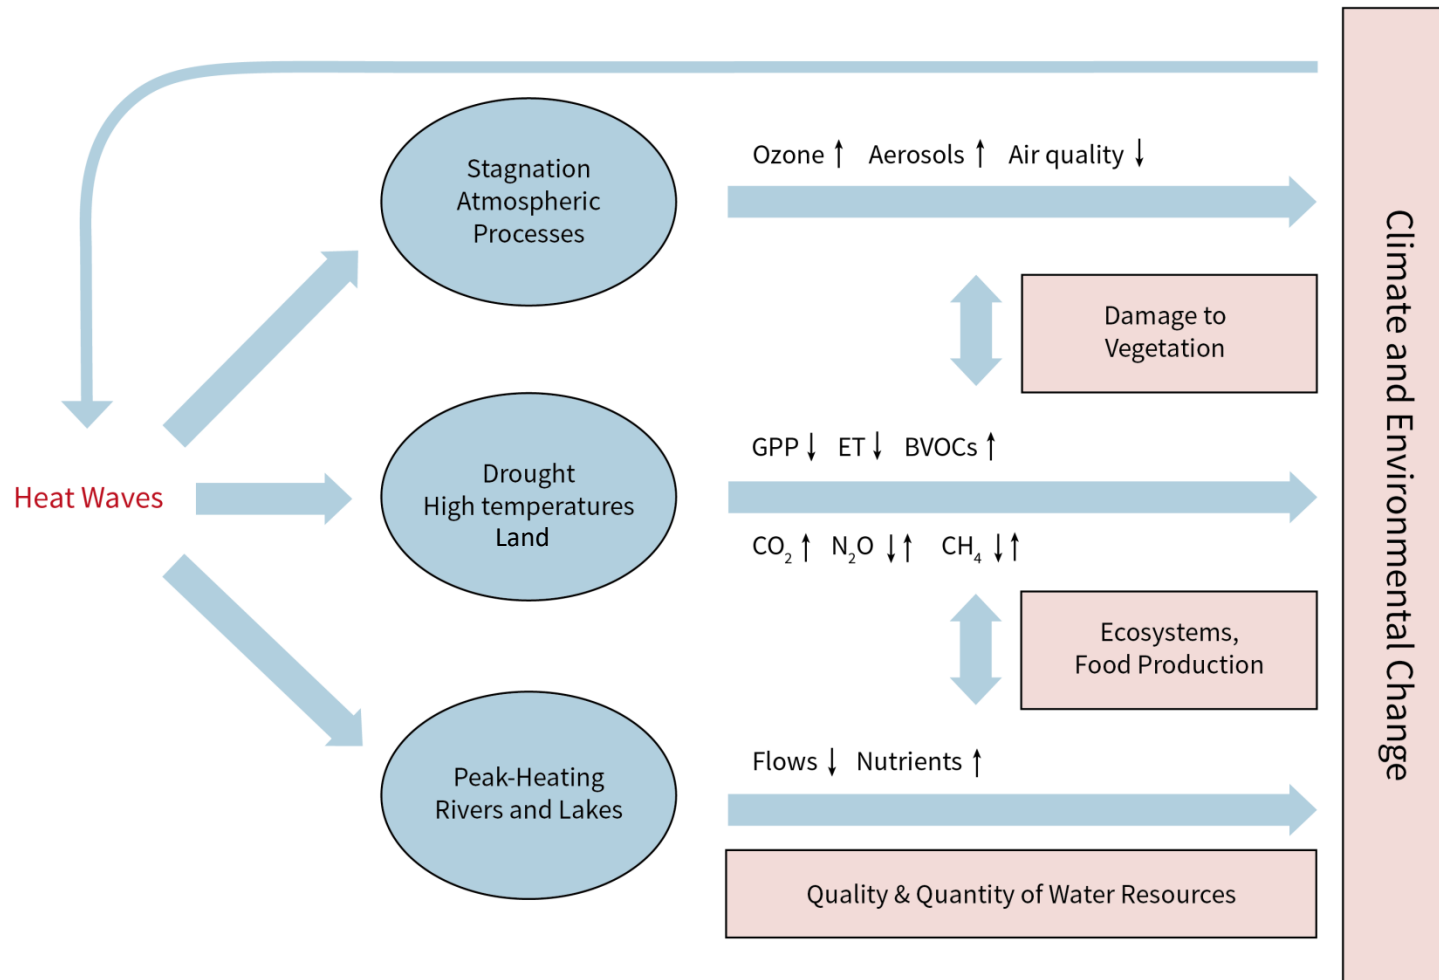 Stagnation
Atmospheric
Processes
Ozone ↑ Aerosols ↑ Air quality ↓
Damage to
Vegetation
Heat Waves
Drought
High temperatures
Land
GPP ↓ ET ↓ BVOCs ↑
CO₂ ↑ N₂O ↓↑ CH₄ ↓↑
Ecosystems,
Food Production
Peak-Heating
Rivers and Lakes
Flows ↓ Nutrients ↑
Quality & Quantity of Water Resources
Climate and Environmental Change